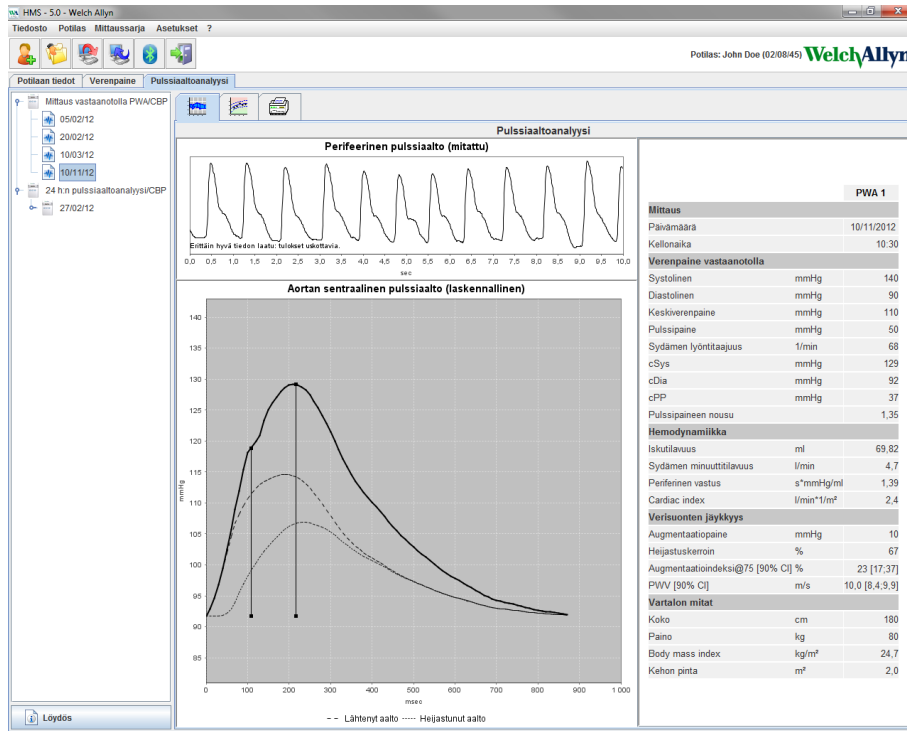 HMS - 5.0 - Welch Allyn
Tiedosto Potilas Mittaussarja Asetukset ?
Potilas: John Doe (02/08/45) WelchAllyn
Potilaan tiedot Verenpaine Pulssiaaltoanalyysi
Mittaus vastaanotolla PWA/CBP
05/02/12
20/02/12
10/03/12
10/11/12
24 h:n pulssiaaltoanalyysi/CBP
27/02/12
Löydös
Pulssiaaltoanalyysi
Perifeerinen pulssiaalto (mitattu)
Erittäin hyvä tiedon laatu: tulokset uskottavia.
0,0 0,5 1,0 1,5 2,0 2,5 3,0 3,5 4,0 4,5 5,0 5,5 6,0 6,5 7,0 7,5 8,0 8,5 9,0 9,5 10,0
sec
Aortan sentraalinen pulssiaalto (laskennallinen)
140
135
130
125
120
115
110
105
100
95
90
85
mmHg
0 100 200 300 400 500 600 700 800 900 1 000
msec
Lähtenyt aalto Heijastunut aalto
PWA 1
Mittaus
Päivämäärä 10/11/2012
Kellonaika 10:30
Verenpaine vastaanotolla
Systolinen mmHg 140
Diastolinen mmHg 90
Keskiverenpaine mmHg 110
Pulssipaine mmHg 50
Sydämen lyöntitaajuus 1/min 68
cSys mmHg 129
cDia mmHg 92
cPP mmHg 37
Pulssipaineen nousu 1,35
Hemodynamiikka
Iskutilavuus ml 69,82
Sydämen minuuttitilavuus l/min 4,7
Periferinen vastus s*mmHg/ml 1,39
Cardiac index l/min*1/m² 2,4
Verisuonten jäykkyys
Augmentaatiopaine mmHg 10
Heijastuskerroin % 67
Augmentaatioindeksi@75 [90% CI] % 23 [17;37]
PWV [90% CI] m/s 10,0 [8,4;9,9]
Vartalon mitat
Koko cm 180
Paino kg 80
Body mass index kg/m² 24,7
Kehon pinta m² 2,0